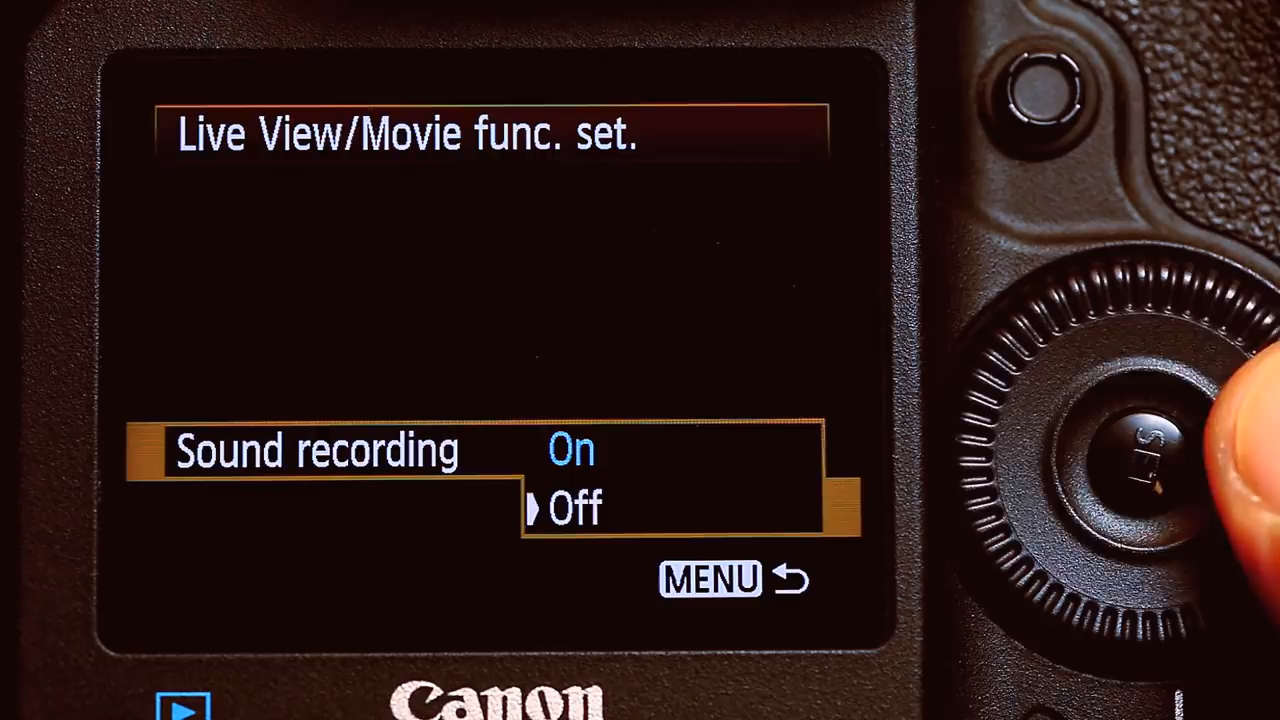 Live View/Movie func. set.
Sound recording On
Off
MENU
SET
Canon